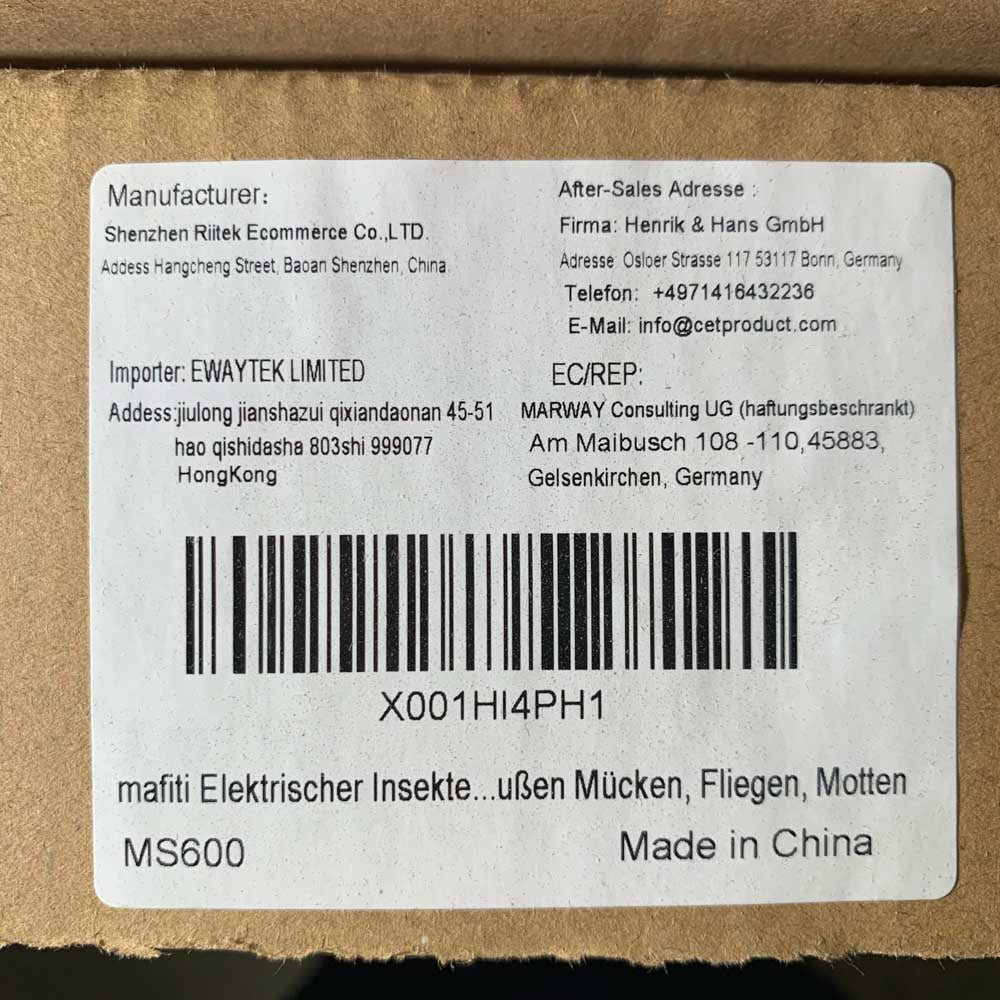 Manufacturer:
Shenzhen Riitek Ecommerce Co.,LTD.
Addess Hangcheng Street, Baoan Shenzhen, China
After-Sales Adresse :
Firma: Henrik & Hans GmbH
Adresse Osloer Strasse 117 53117 Bonn, Germany
Telefon: +4971416432236
E-Mail: info@cetproduct.com
Importer: EWAYTEK LIMITED
Addess:jiulong jianshazui qixiandaonan 45-51
hao qishidasha 803shi 999077
HongKong
EC/REP:
MARWAY Consulting UG (haftungsbeschrankt)
Am Maibusch 108 -110,45883,
Gelsenkirchen, Germany
X001HI4PH1
mafiti Elektrischer Insekte...ußen Mücken, Fliegen, Motten
MS600
Made in China